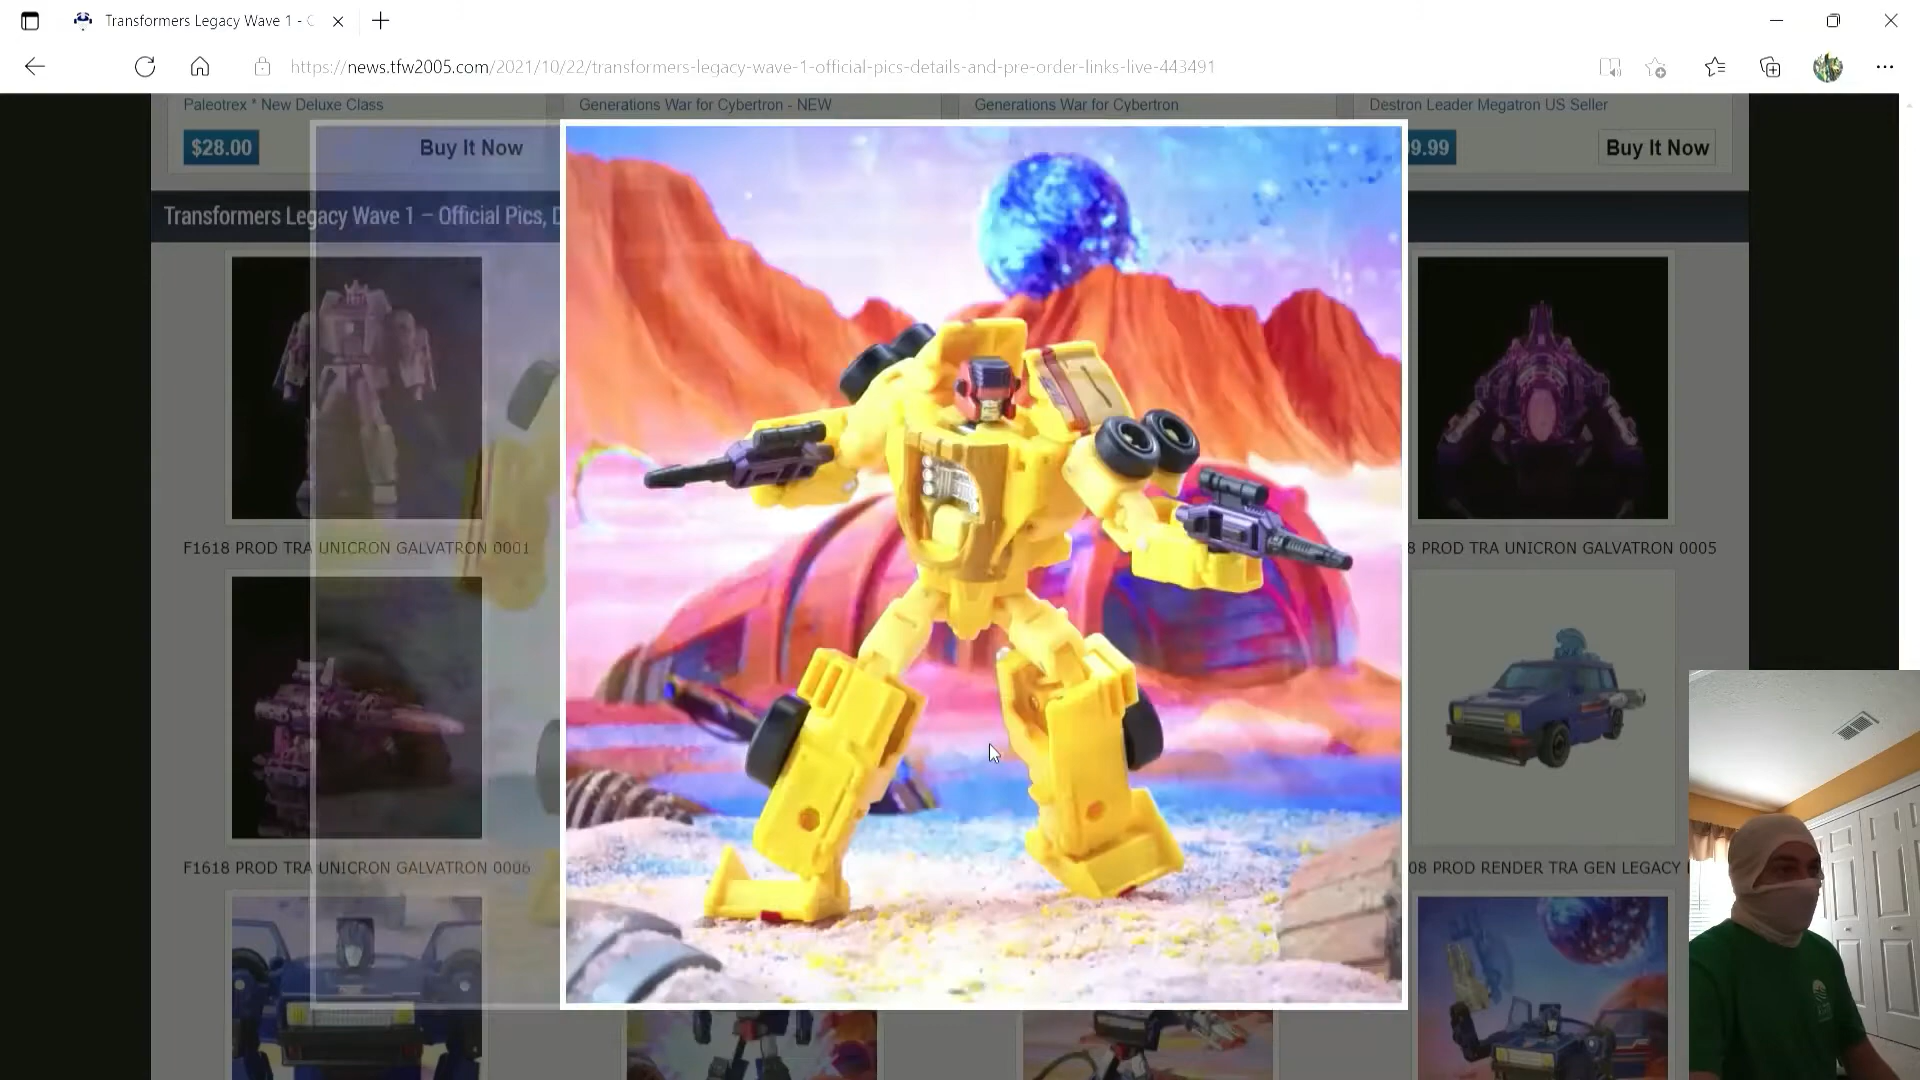 Transformers Legacy Wave 1 - 
https://news.tfw2005.com/2021/10/22/transformers-legacy-wave-1-official-pics-details-and-pre-order-links-live-443491
Paleotrex * New Deluxe Class
Generations War for Cybertron - NEW
Generations War for Cybertron
Destron Leader Megatron US Seller
$28.00
Buy It Now
9.99
Buy It Now
Transformers Legacy Wave 1 – Official Pics, D
F1618 PROD TRA UNICRON GALVATRON 0001
8 PROD TRA UNICRON GALVATRON 0005
F1618 PROD TRA UNICRON GALVATRON 0006
08 PROD RENDER TRA GEN LEGACY